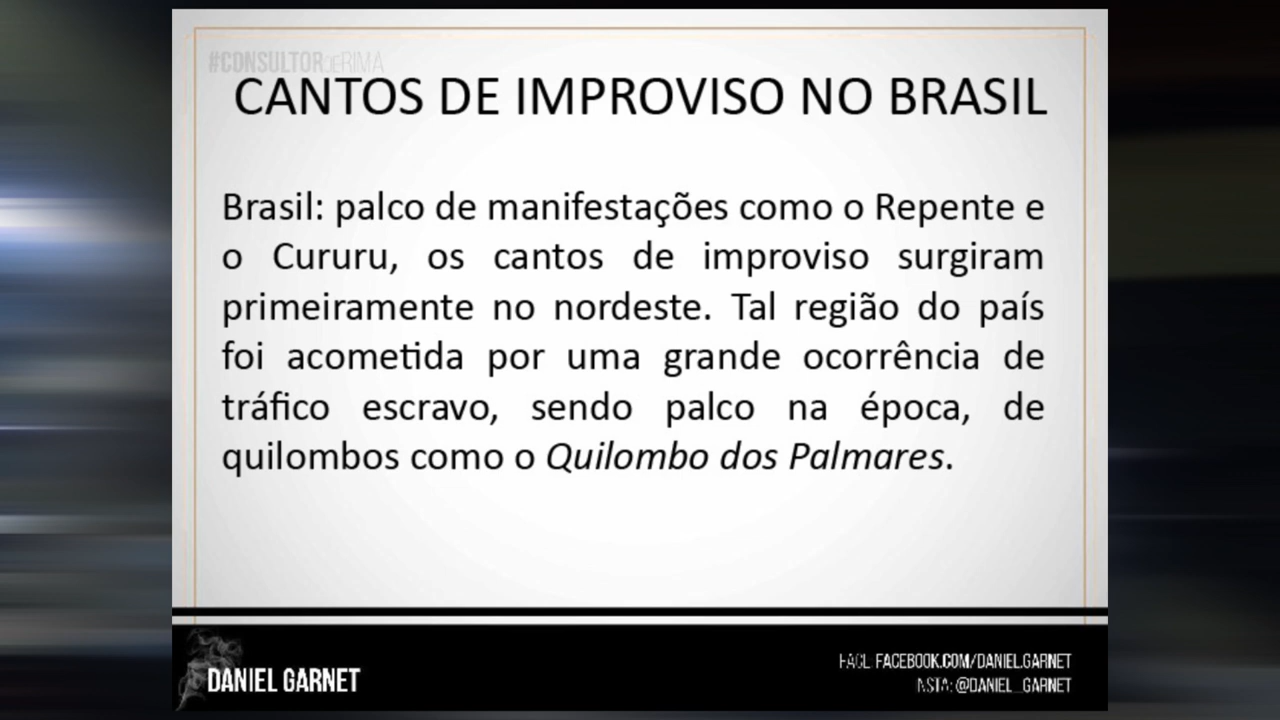 #CONSULTORDERIMA
CANTOS DE IMPROVISO NO BRASIL
Brasil: palco de manifestações como o Repente e
o Cururu, os cantos de improviso surgiram
primeiramente no nordeste. Tal região do país
foi acometida por uma grande ocorrência de
tráfico escravo, sendo palco na época, de
quilombos como o Quilombo dos Palmares.
DANIEL GARNET
FACE: FACEBOOK.COM/DANIEL.GARNET
INSTA: @DANIEL_GARNET